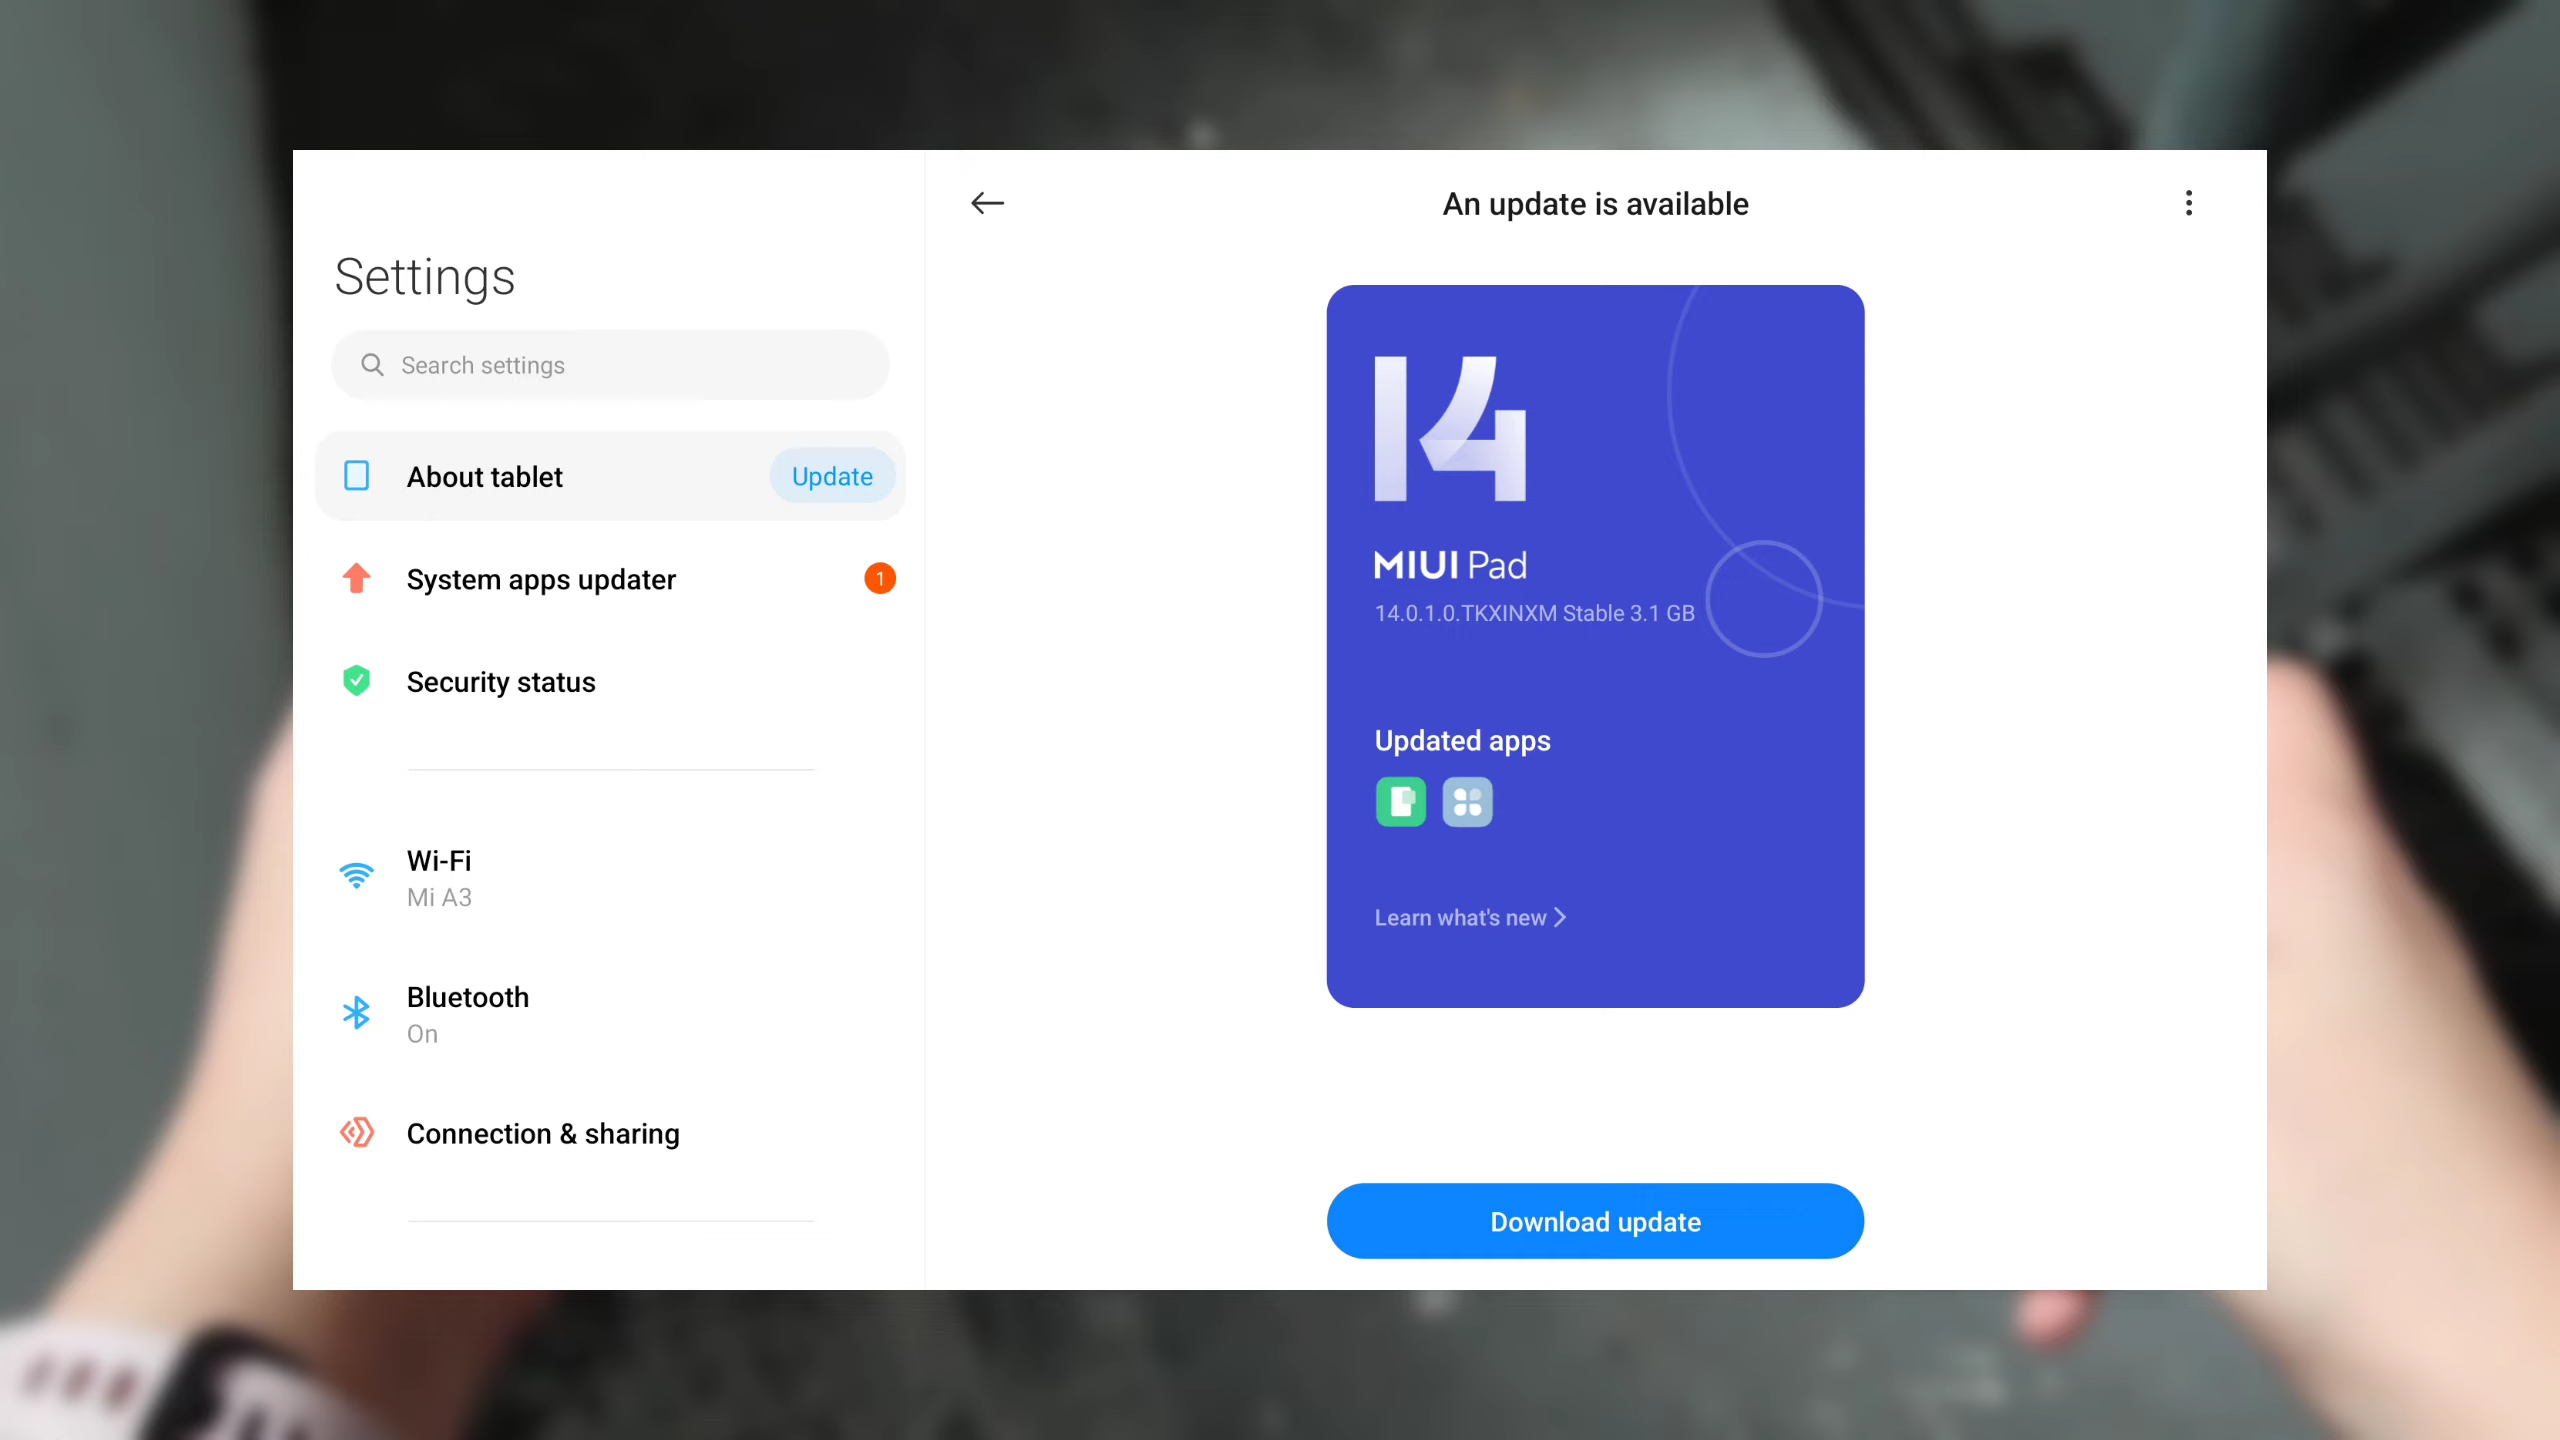 Settings
Search settings
About tablet
Update
System apps updater
1
Security status
Wi-Fi
Mi A3
Bluetooth
On
Connection & sharing
An update is available
14
MIUI Pad
14.0.1.0.TKXINXM Stable 3.1 GB
Updated apps
Learn what's new
Download update